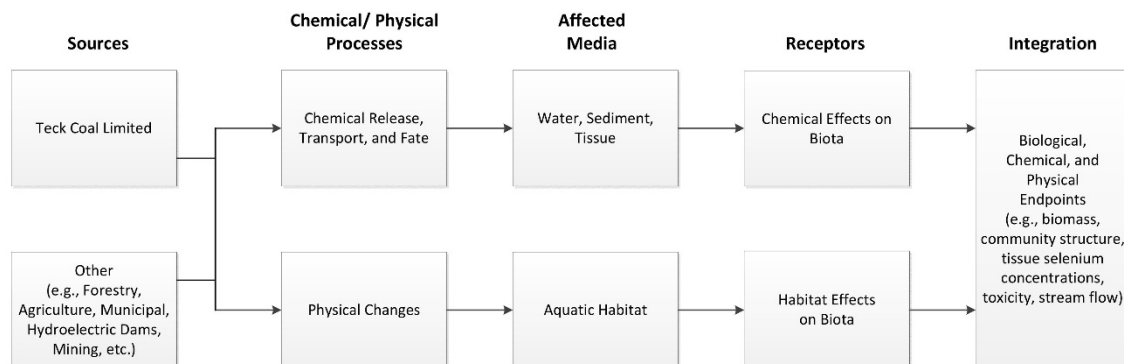 Sources
Chemical/ Physical
Processes
Affected
Media
Receptors
Integration
Teck Coal Limited
Chemical Release,
Transport, and Fate
Water, Sediment,
Tissue
Chemical Effects on
Biota
Biological,
Chemical, and
Physical
Endpoints
(e.g., biomass,
community structure,
tissue selenium
concentrations,
toxicity, stream flow)
Other
(e.g., Forestry,
Agriculture, Municipal,
Hydroelectric Dams,
Mining, etc.)
Physical Changes
Aquatic Habitat
Habitat Effects
on Biota